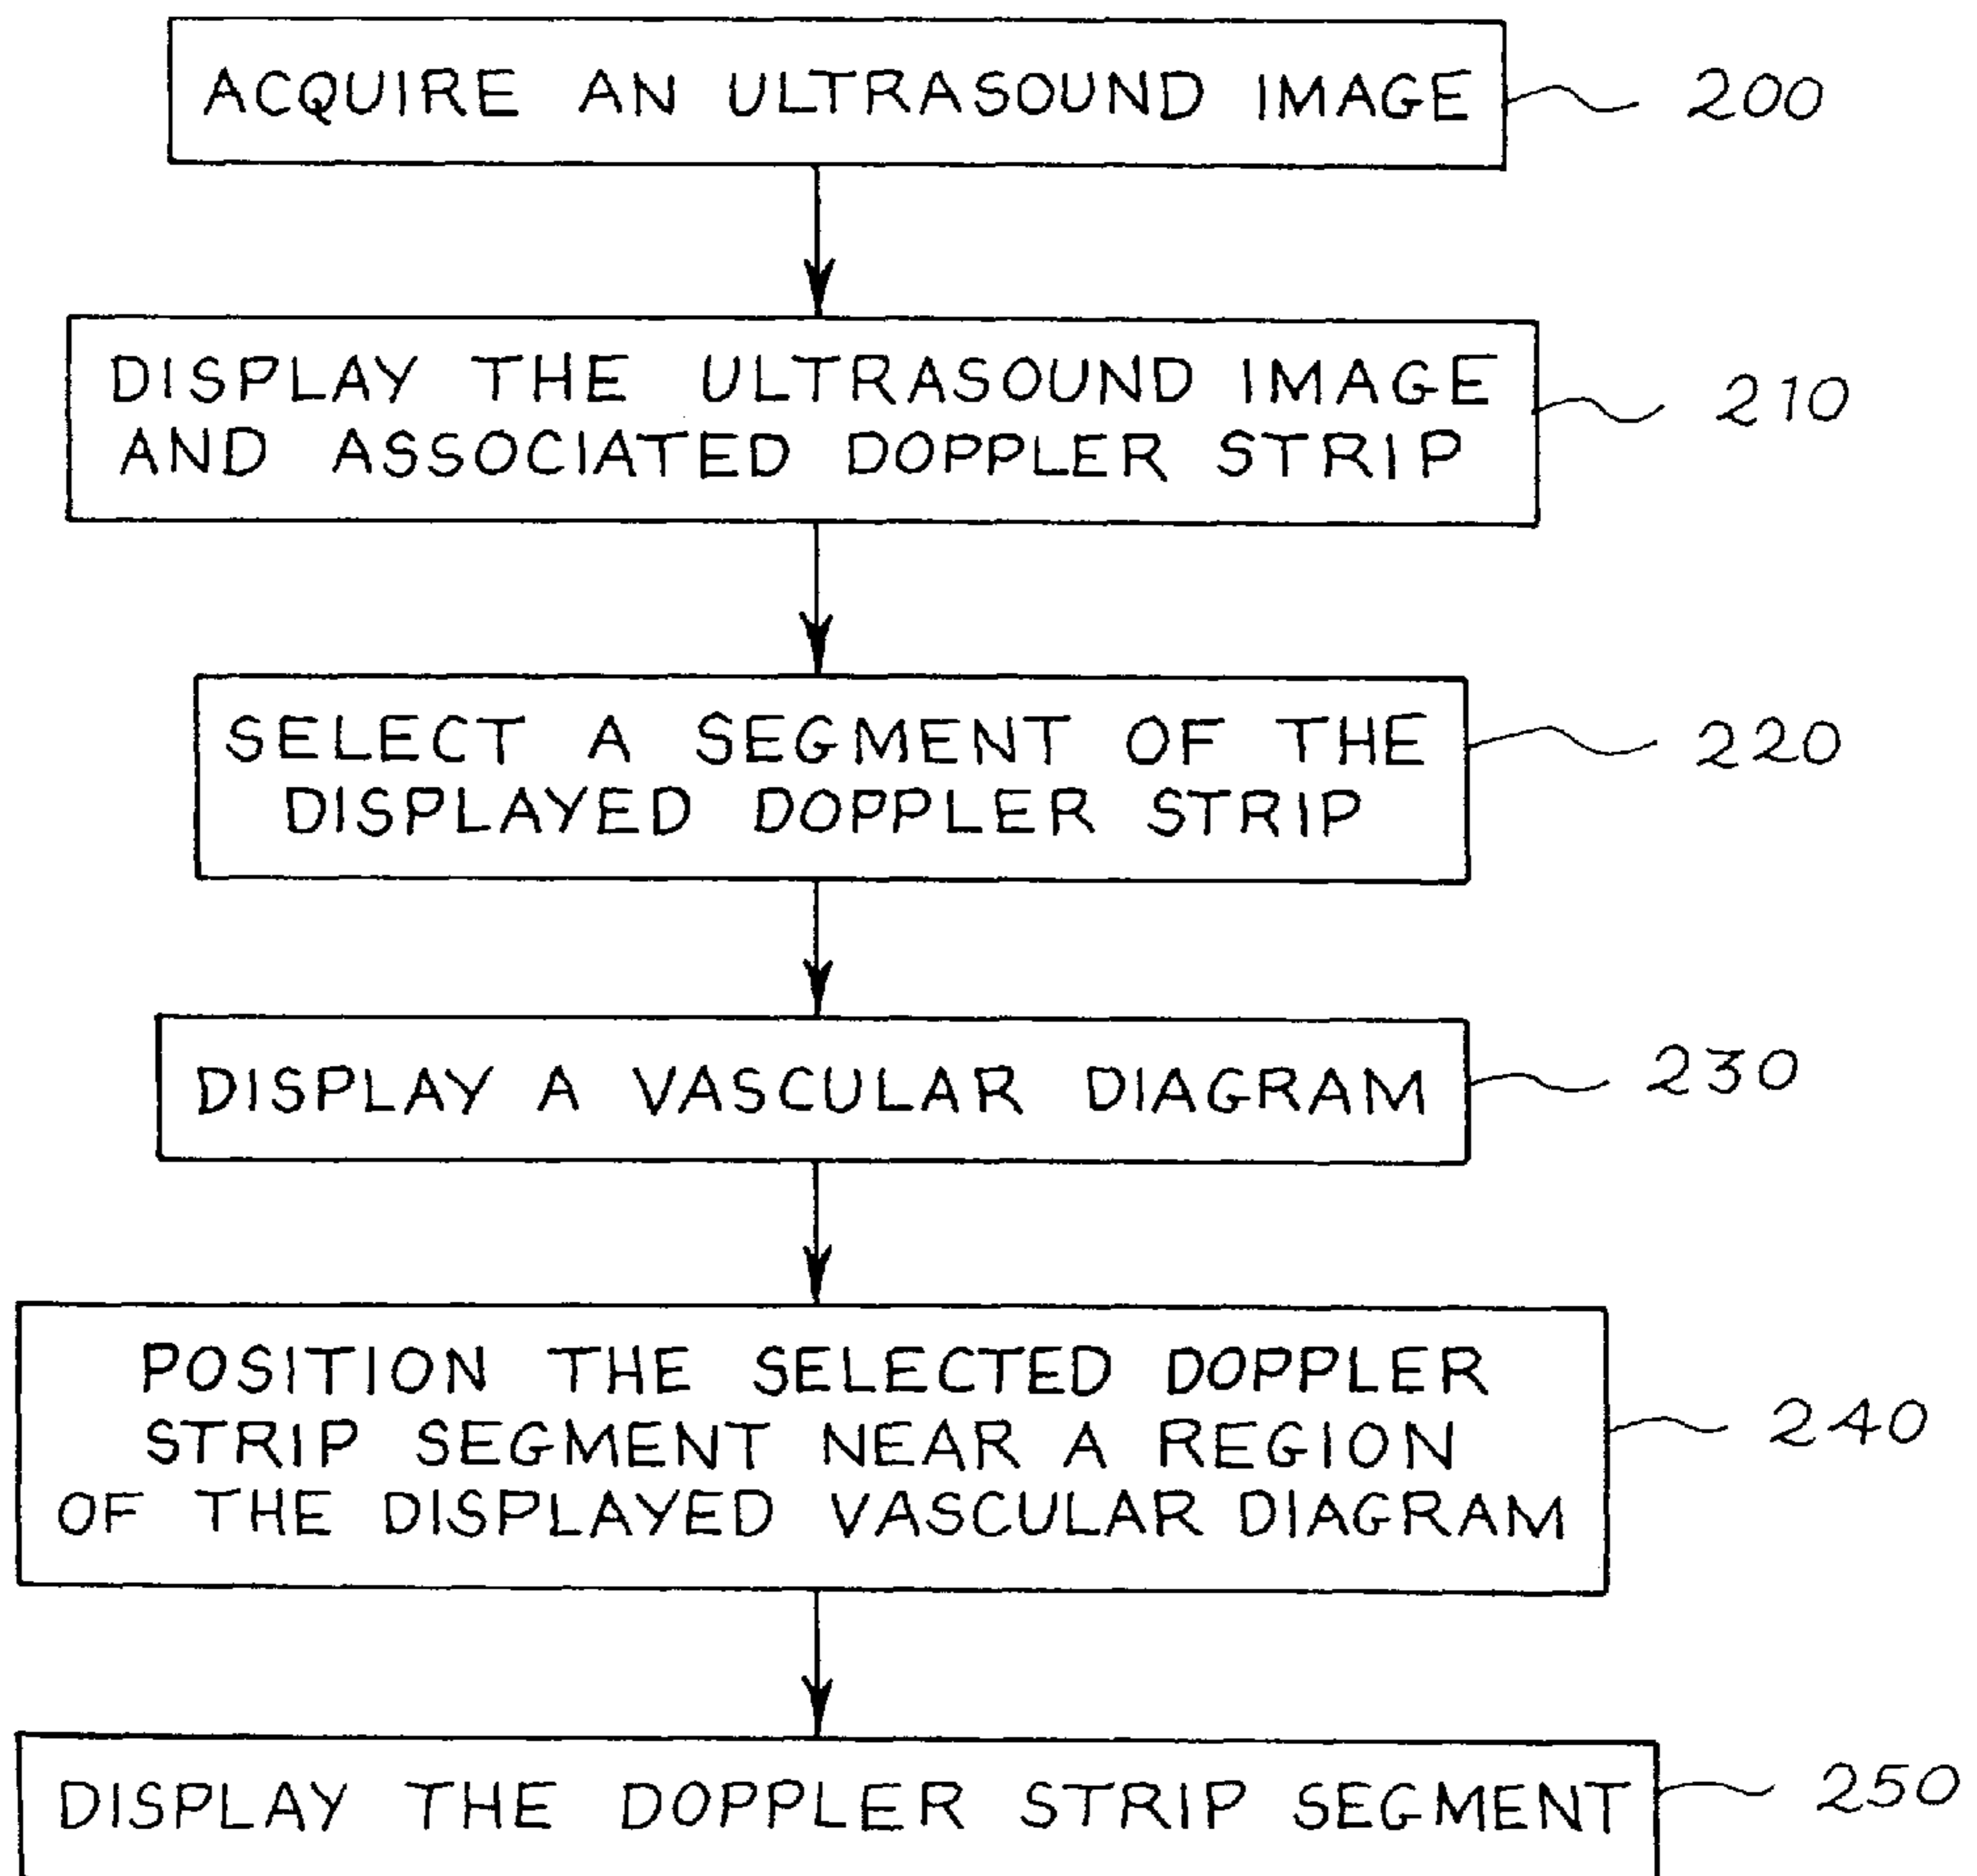 ACQUIRE AN ULTRASOUND IMAGE 200
DISPLAY THE ULTRASOUND IMAGE 210
AND ASSOCIATED DOPPLER STRIP
SELECT A SEGMENT OF THE 220
DISPLAYED DOPPLER STRIP
DISPLAY A VASCULAR DIAGRAM 230
POSITION THE SELECTED DOPPLER
STRIP SEGMENT NEAR A REGION 240
OF THE DISPLAYED VASCULAR DIAGRAM
DISPLAY THE DOPPLER STRIP SEGMENT 250